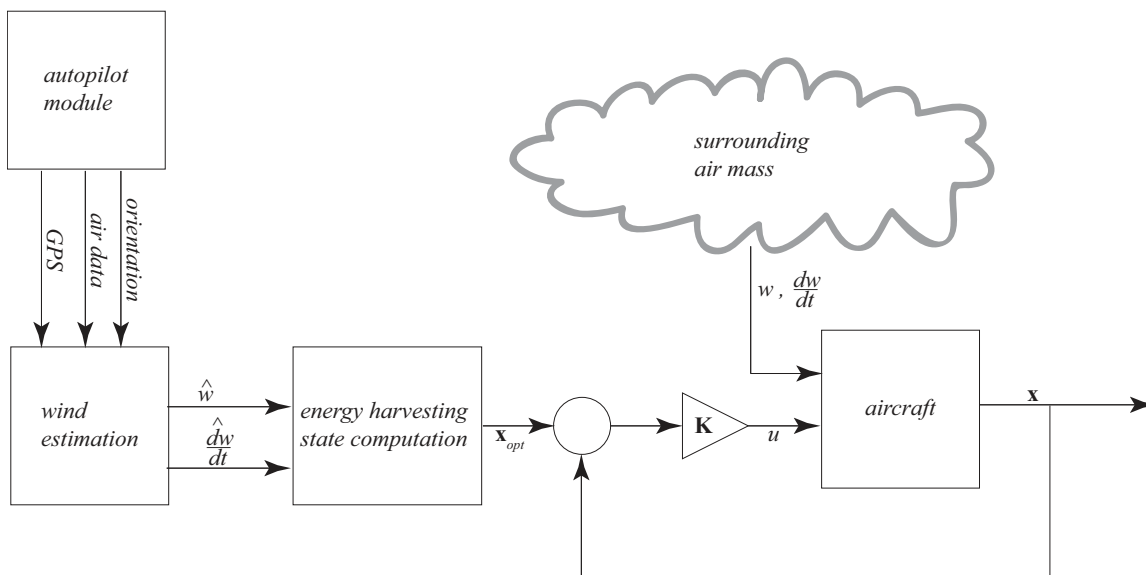 autopilot
module
surrounding
air mass
GPS
air data
orientation
w , dw
dt
wind
estimation
ŵ
d̂w
dt
energy harvesting
state computation
x_opt
K
u
aircraft
x